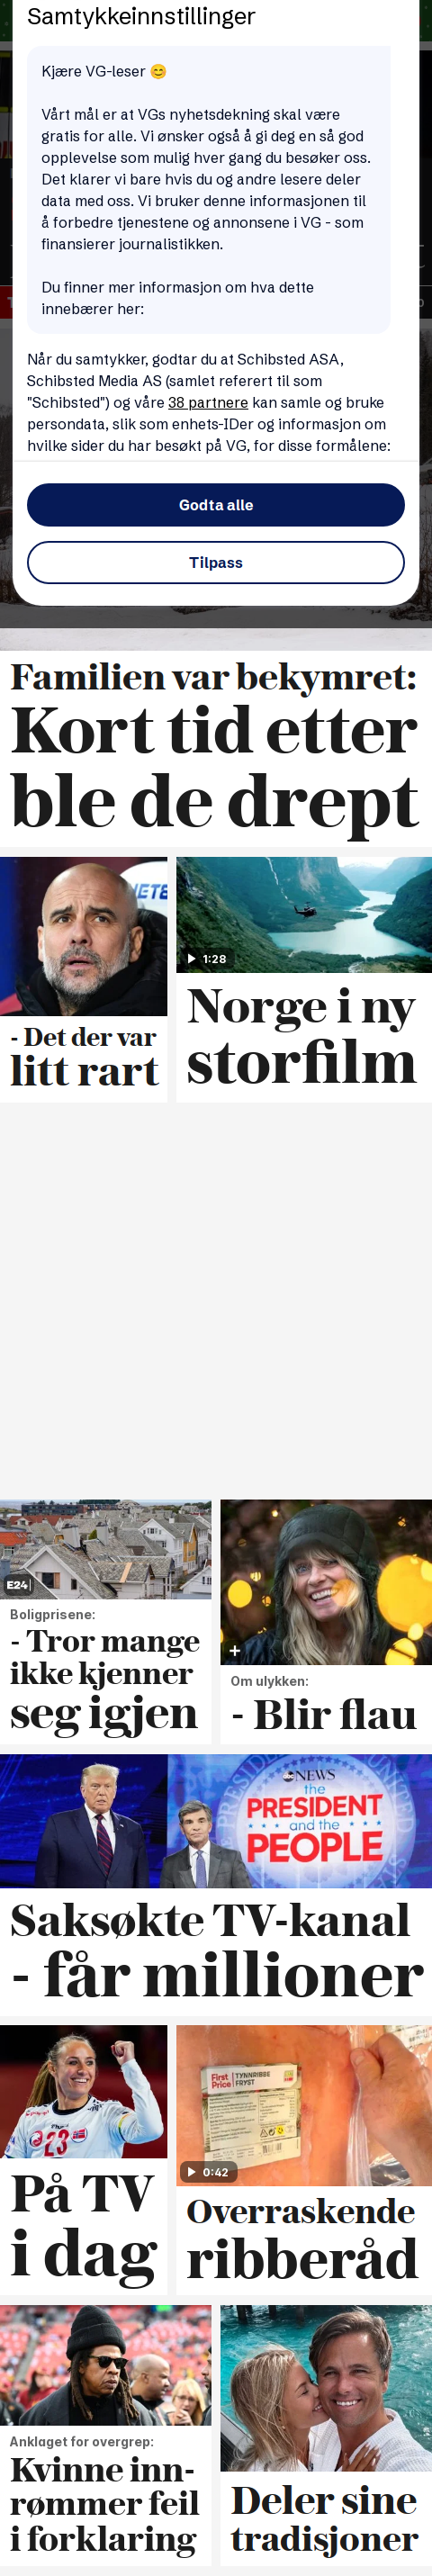 Samtykkeinnstillinger
Kjære VG-leser 😊
Vårt mål er at VGs nyhetsdekning skal være
gratis for alle. Vi ønsker også å gi deg en så god
opplevelse som mulig hver gang du besøker oss.
Det klarer vi bare hvis du og andre lesere deler
data med oss. Vi bruker denne informasjonen til
å forbedre tjenestene og annonsene i VG - som
finansierer journalistikken.
Du finner mer informasjon om hva dette
innebærer her:
Når du samtykker, godtar du at Schibsted ASA,
Schibsted Media AS (samlet referert til som
"Schibsted") og våre 38 partnere kan samle og bruke
persondata, slik som enhets-IDer og informasjon om
hvilke sider du har besøkt på VG, for disse formålene:
Godta alle
Tilpass
Familien var bekymret:
Kort tid etter
ble de drept
1:28
- Det der var
litt rart
Norge i ny
storfilm
E24
Boligprisene:
- Tror mange
ikke kjenner
seg igjen
Om ulykken:
- Blir flau
abc NEWS
the
PRESIDENT
and the
PEOPLE
Saksøkte TV-kanal
- får millioner
23
På TV
i dag
First
Price
TYNNRIBBE
FRYST
0:42
Overraskende
ribberåd
Anklaget for overgrep:
Kvinne inn-
rømmer feil
i forklaring
Deler sine
tradisjoner